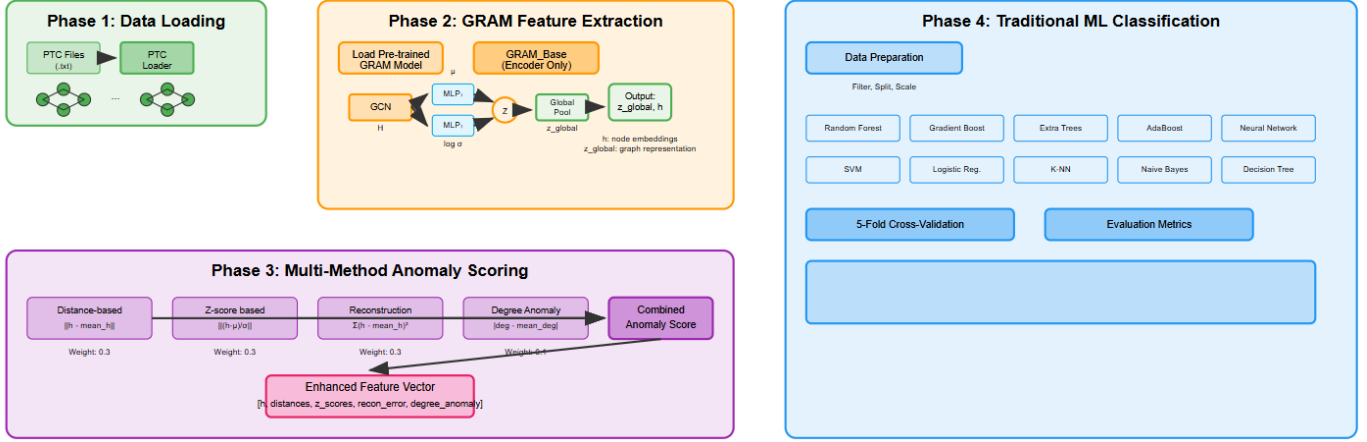 Phase 1: Data Loading
PTC Files
(.txt)
PTC
Loader
...
Phase 2: GRAM Feature Extraction
Load Pre-trained
GRAM Model
GRAM_Base
(Encoder Only)
μ
GCN
H
MLP₁
MLP₂
log σ
Z
Global
Pool
z_global
Output:
z_global, h
h: node embeddings
z_global: graph representation
Phase 3: Multi-Method Anomaly Scoring
Distance-based
||h - mean_h||
Weight: 0.3
Z-score based
||(h-μ)/σ||
Weight: 0.3
Reconstruction
Σ(h - mean_h)²
Weight: 0.3
Degree Anomaly
|deg - mean_deg|
Weight: 0.1
Combined
Anomaly Score
Enhanced Feature Vector
[h, distances, z_scores, recon_error, degree_anomaly]
Phase 4: Traditional ML Classification
Data Preparation
Filter, Split, Scale
Random Forest
Gradient Boost
Extra Trees
AdaBoost
Neural Network
SVM
Logistic Reg.
K-NN
Naive Bayes
Decision Tree
5-Fold Cross-Validation
Evaluation Metrics